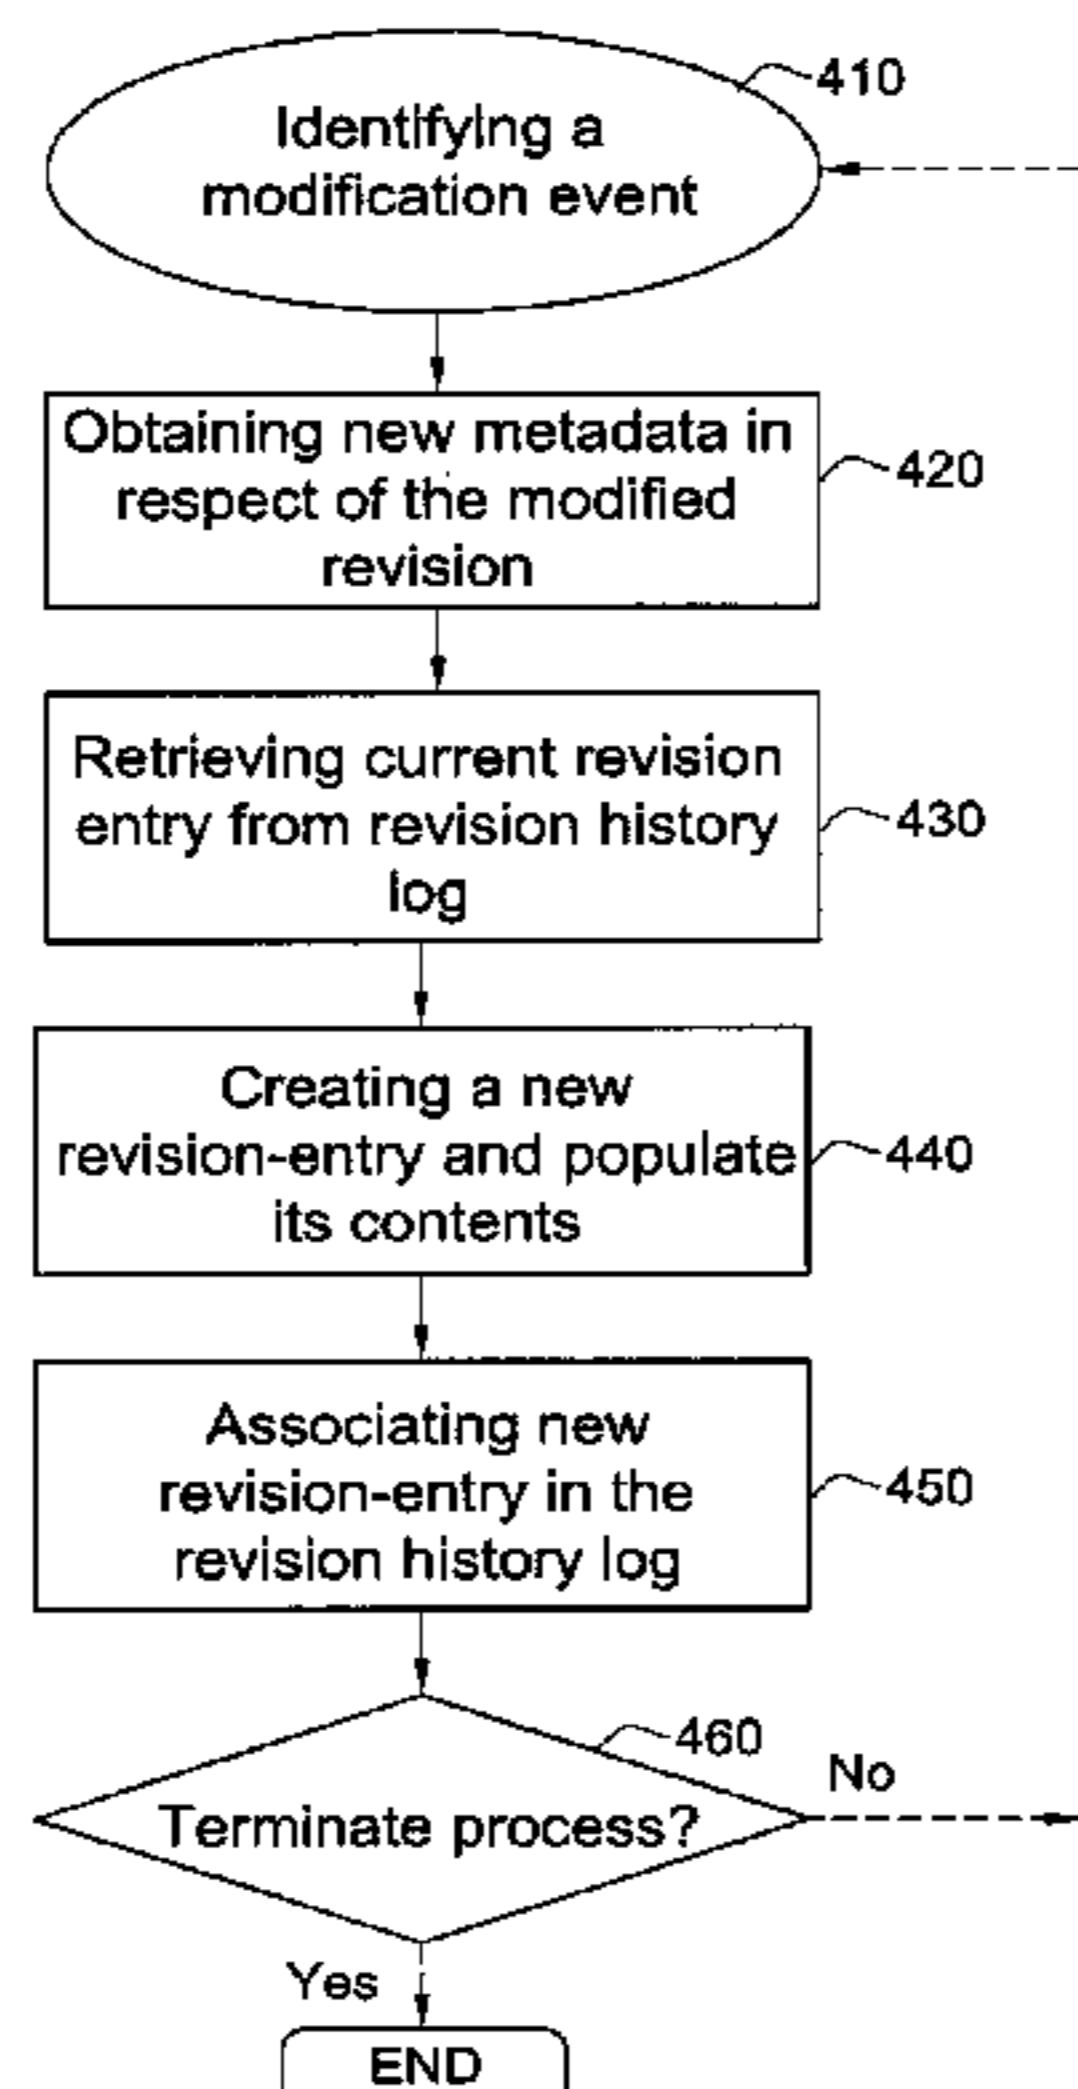 Identifying a
modification event
410
Obtaining new metadata in
respect of the modified
revision
420
Retrieving current revision
entry from revision history
log
430
Creating a new
revision-entry and populate
its contents
440
Associating new
revision-entry in the
revision history log
450
460
Terminate process?
No
Yes
END